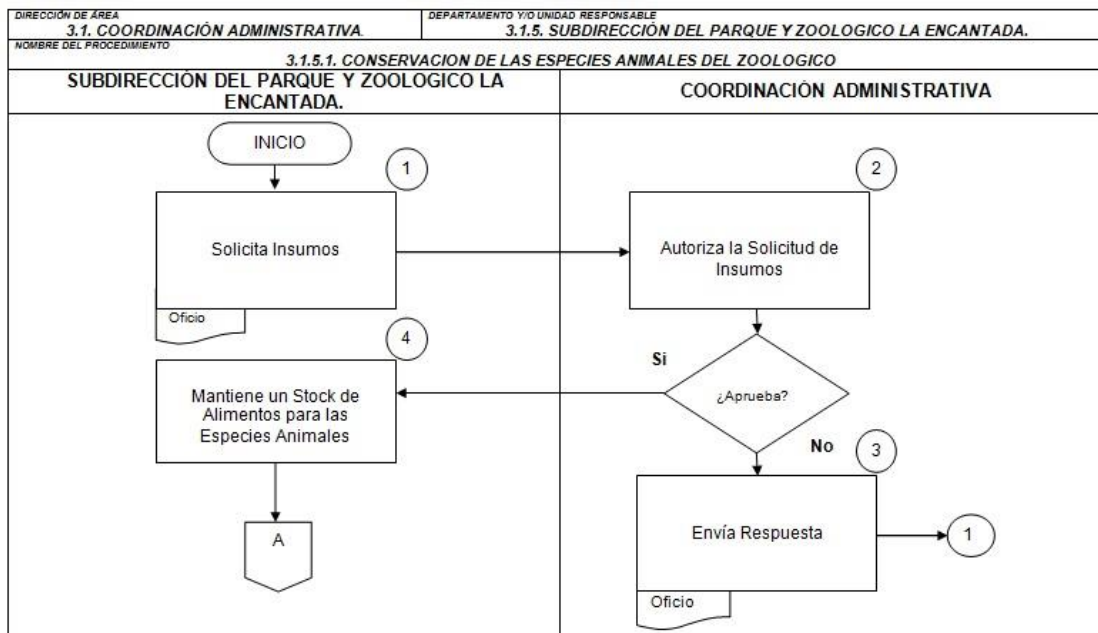 DIRECCIÓN DE ÁREA
3.1. COORDINACIÓN ADMINISTRATIVA.
DEPARTAMENTO Y/O UNIDAD RESPONSABLE
3.1.5. SUBDIRECCIÓN DEL PARQUE Y ZOOLOGICO LA ENCANTADA.
NOMBRE DEL PROCEDIMIENTO
3.1.5.1. CONSERVACION DE LAS ESPECIES ANIMALES DEL ZOOLOGICO
SUBDIRECCIÓN DEL PARQUE Y ZOOLOGICO LA
ENCANTADA.
COORDINACIÓN ADMINISTRATIVA
INICIO
1
Solicita Insumos
Oficio
2
Autoriza la Solicitud de
Insumos
¿Aprueba?
Si
No
4
Mantiene un Stock de
Alimentos para las
Especies Animales
A
3
Envía Respuesta
Oficio
1